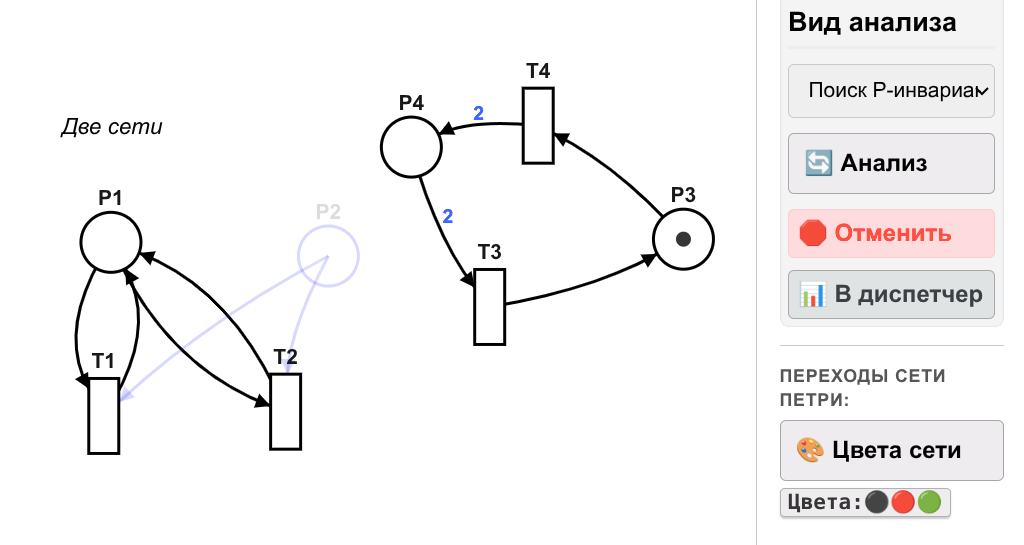 Две сети
P1
P2
T1
T2
P4
2
T4
P3
2
T3
Вид анализа
Поиск P-инвариан
Анализ
Отменить
В диспетчер
ПЕРЕХОДЫ СЕТИ
ПЕТРИ:
Цвета сети
Цвета: